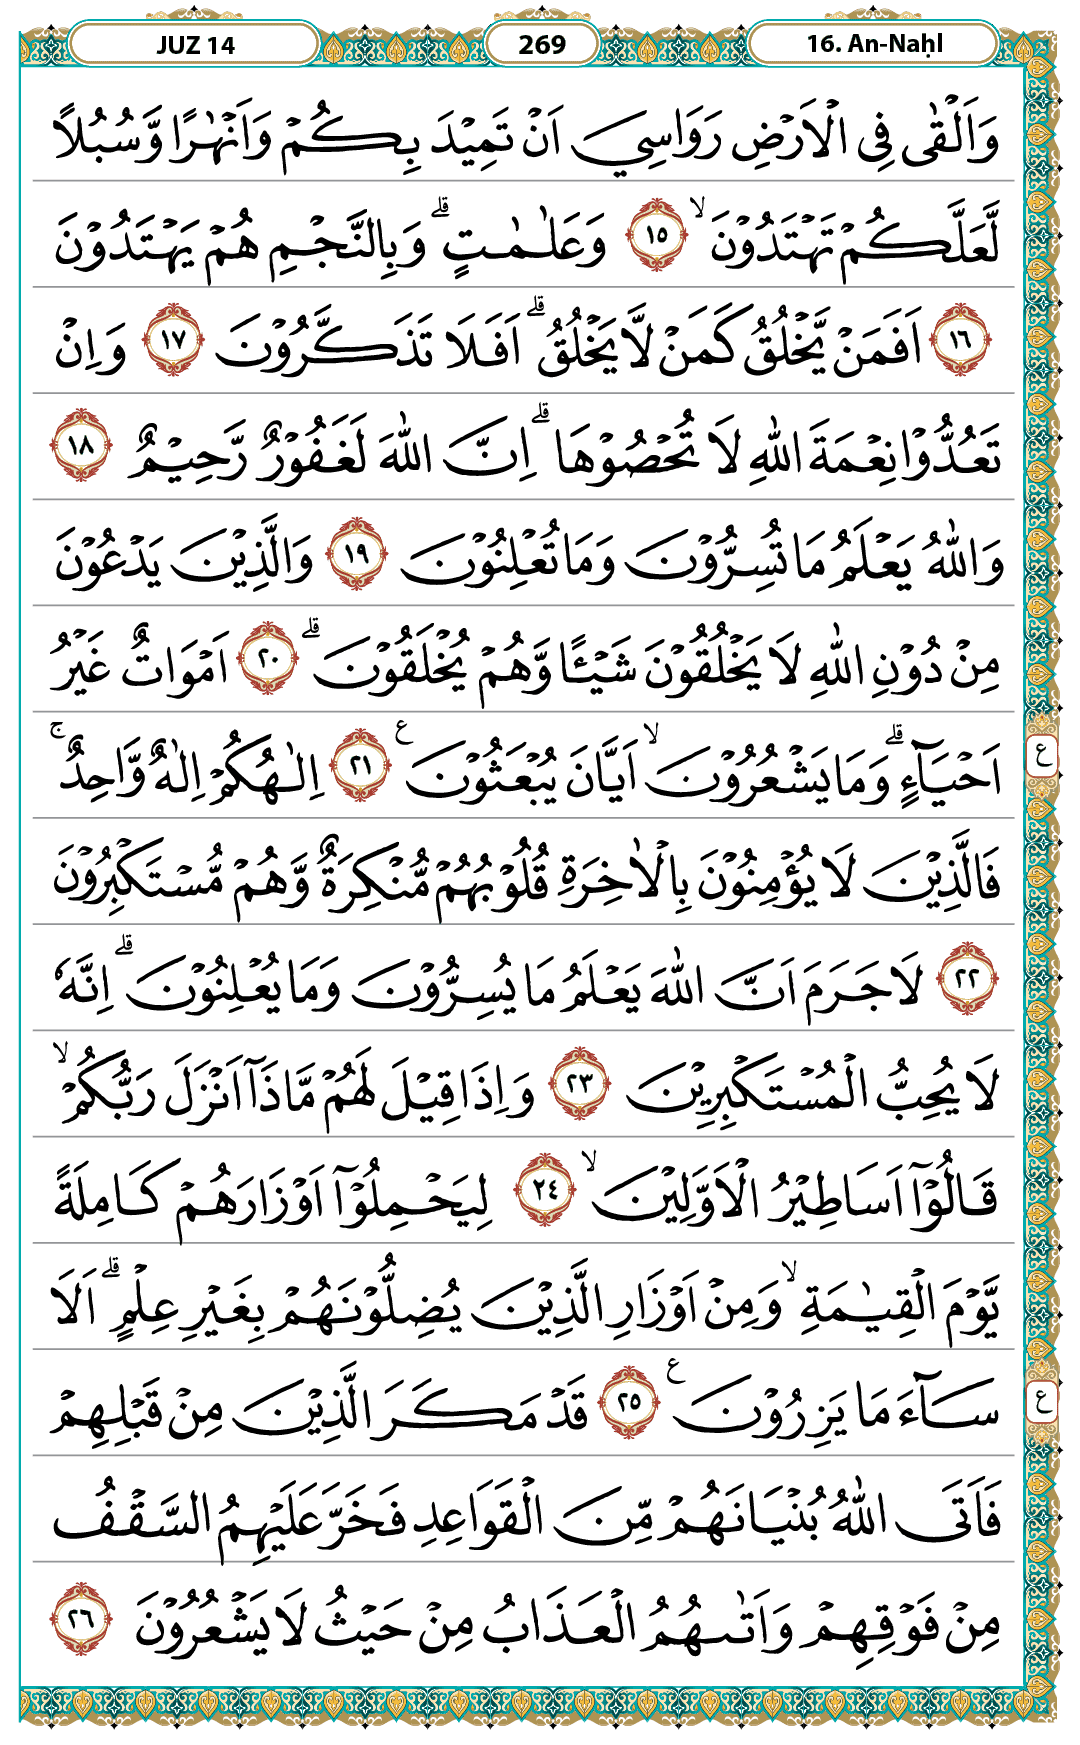 JUZ 14
269
16. An-Naḥl
وَاَلْقٰى فِى الْاَرْضِ رَوَاسِيَ اَنْ تَمِيْدَ بِكُمْ وَاَنْهٰرًا وَّسُبُلًا
لَّعَلَّكُمْ تَهْتَدُوْنَ ۙ ١٥ وَعَلٰمٰتٍۗ وَبِالنَّجْمِ هُمْ يَهْتَدُوْنَ
١٦ اَفَمَنْ يَّخْلُقُ كَمَنْ لَّا يَخْلُقُۗ اَفَلَا تَذَكَّرُوْنَ ١٧ وَاِنْ
تَعُدُّوْا نِعْمَةَ اللّٰهِ لَا تُحْصُوْهَا ۗاِنَّ اللّٰهَ لَغَفُوْرٌ رَّحِيْمٌ ١٨
وَاللّٰهُ يَعْلَمُ مَا تُسِرُّوْنَ وَمَا تُعْلِنُوْنَ ١٩ وَالَّذِيْنَ يَدْعُوْنَ
مِنْ دُوْنِ اللّٰهِ لَا يَخْلُقُوْنَ شَيْـًٔا وَّهُمْ يُخْلَقُوْنَۗ ٢٠ اَمْوَاتٌ غَيْرُ
اَحْيَاۤءٍۗ وَمَا يَشْعُرُوْنَۙ اَيَّانَ يُبْعَثُوْنَ ع ٢١ اِلٰهُكُمْ اِلٰهٌ وَّاحِدٌۚ
ع
فَالَّذِيْنَ لَا يُؤْمِنُوْنَ بِالْاٰخِرَةِ قُلُوْبُهُمْ مُّنْكِرَةٌ وَّهُمْ مُّسْتَكْبِرُوْنَ
٢٢ لَا جَرَمَ اَنَّ اللّٰهَ يَعْلَمُ مَا يُسِرُّوْنَ وَمَا يُعْلِنُوْنَۗ اِنَّهٗ
لَا يُحِبُّ الْمُسْتَكْبِرِيْنَ ٢٣ وَاِذَا قِيْلَ لَهُمْ مَّاذَآ اَنْزَلَ رَبُّكُمْۙ
قَالُوْٓا اَسَاطِيْرُ الْاَوَّلِيْنَۙ ٢٤ لِيَحْمِلُوْٓا اَوْزَارَهُمْ كَامِلَةً
يَّوْمَ الْقِيٰمَةِۙ وَمِنْ اَوْزَارِ الَّذِيْنَ يُضِلُّوْنَهُمْ بِغَيْرِ عِلْمٍۗ اَلَا
سَاۤءَ مَا يَزِرُوْنَ ع ٢٥ قَدْ مَكَرَ الَّذِيْنَ مِنْ قَبْلِهِمْ
ع
فَاَتَى اللّٰهُ بُنْيَانَهُمْ مِّنَ الْقَوَاعِدِ فَخَرَّ عَلَيْهِمُ السَّقْفُ
مِنْ فَوْقِهِمْ وَاَتٰىهُمُ الْعَذَابُ مِنْ حَيْثُ لَا يَشْعُرُوْنَ ٢٦